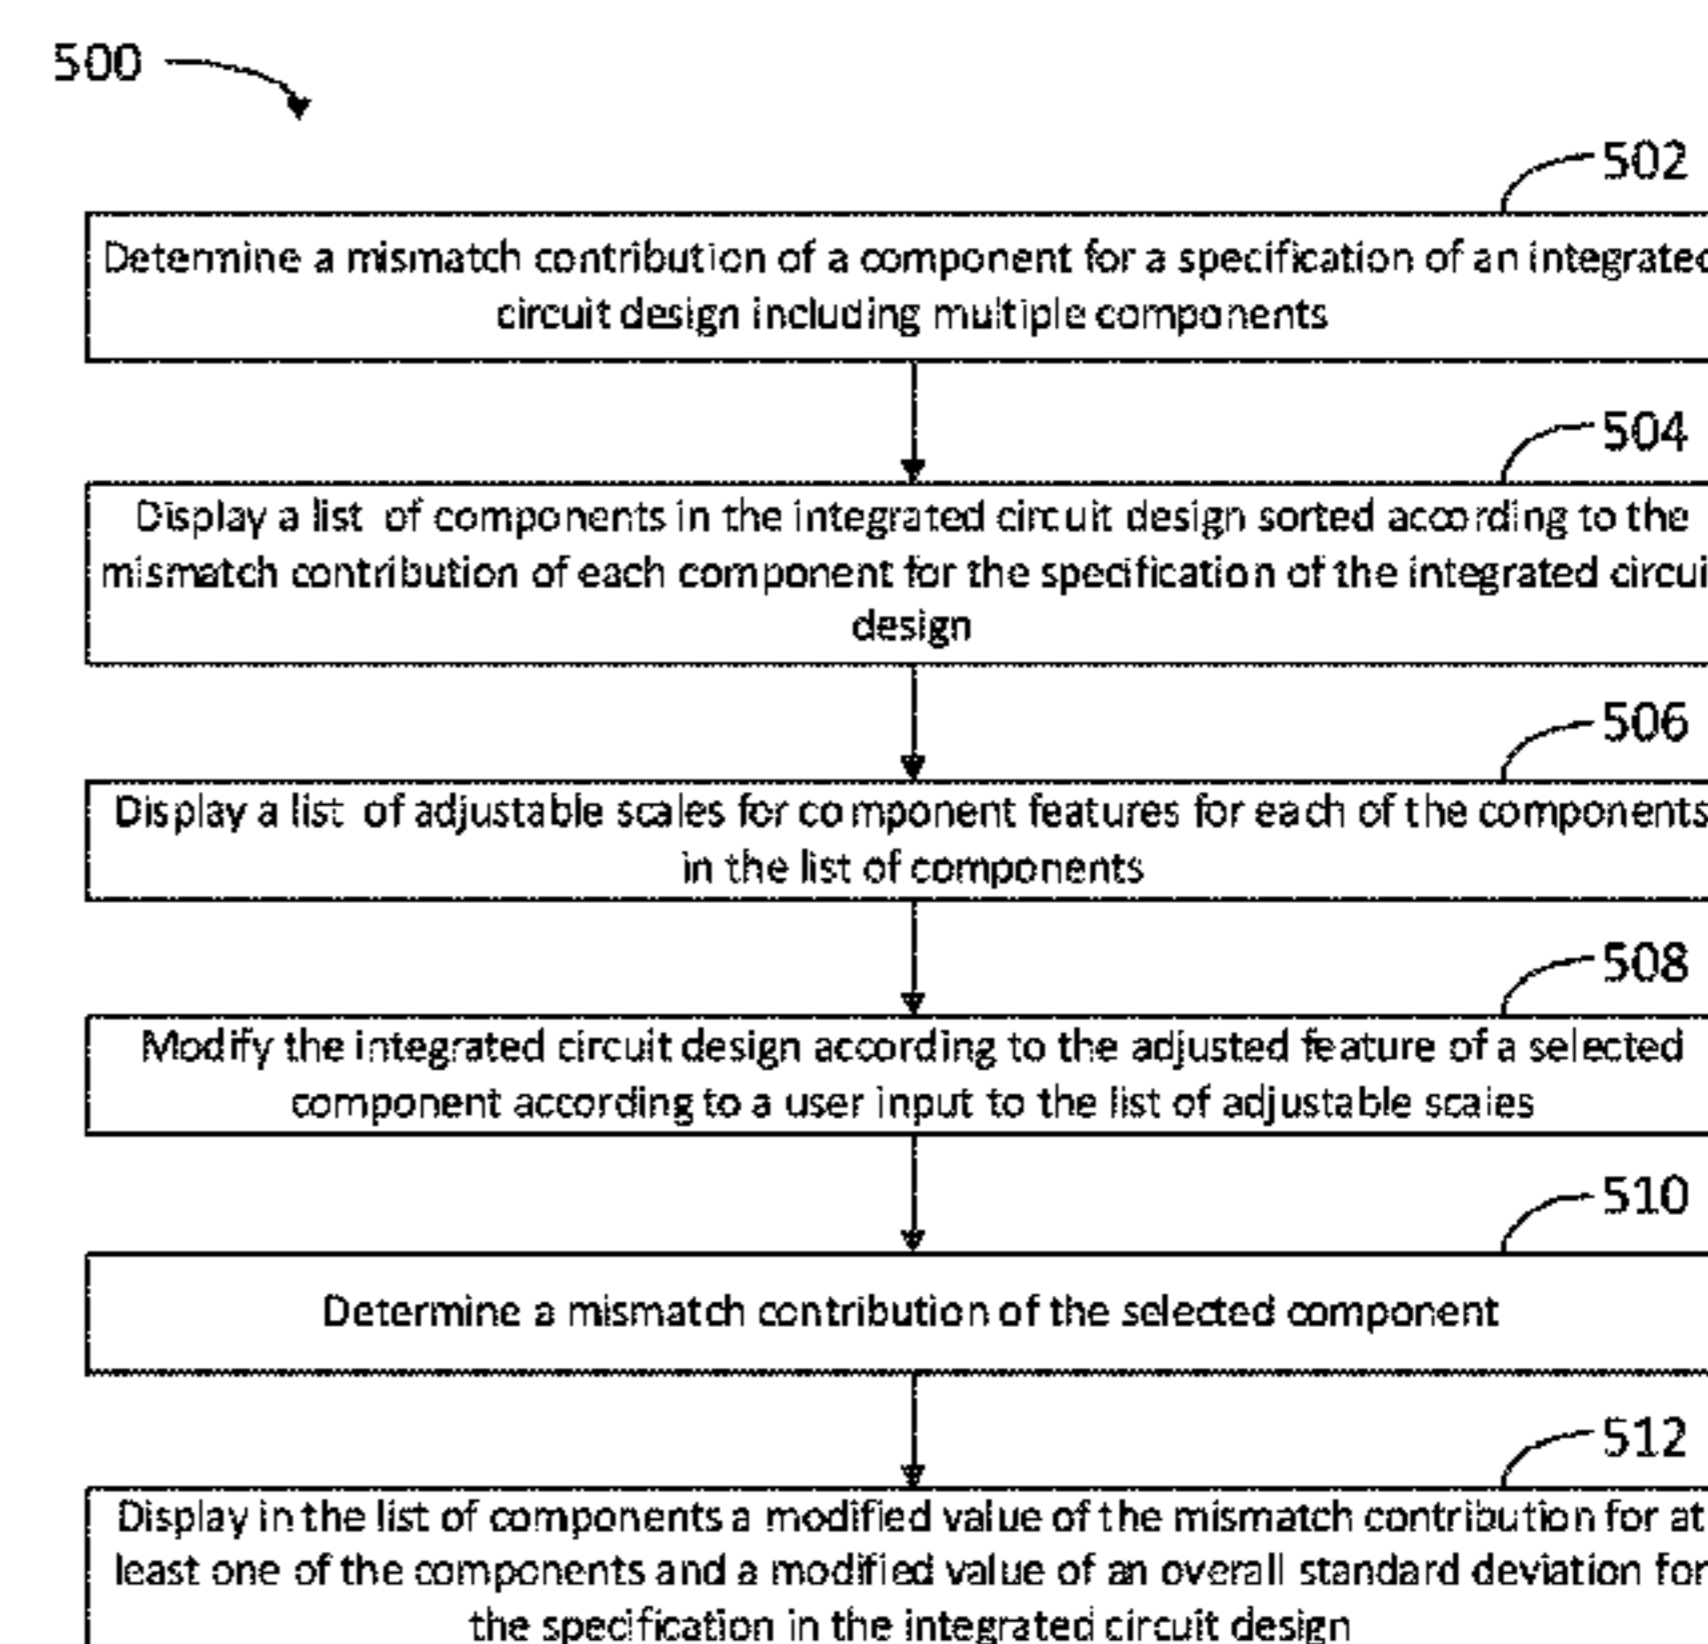 500
502
Determine a mismatch contribution of a component for a specification of an integrated
circuit design including multiple components
504
Display a list of components in the integrated circuit design sorted according to the
mismatch contribution of each component for the specification of the integrated circui
design
506
Display a list of adjustable scales for component features for each of the components
in the list of components
508
Modify the integrated circuit design according to the adjusted feature of a selected
component according to a user input to the list of adjustable scales
510
Determine a mismatch contribution of the selected component
512
Display in the list of components a modified value of the mismatch contribution for at
least one of the components and a modified value of an overall standard deviation for
the specification in the integrated circuit design